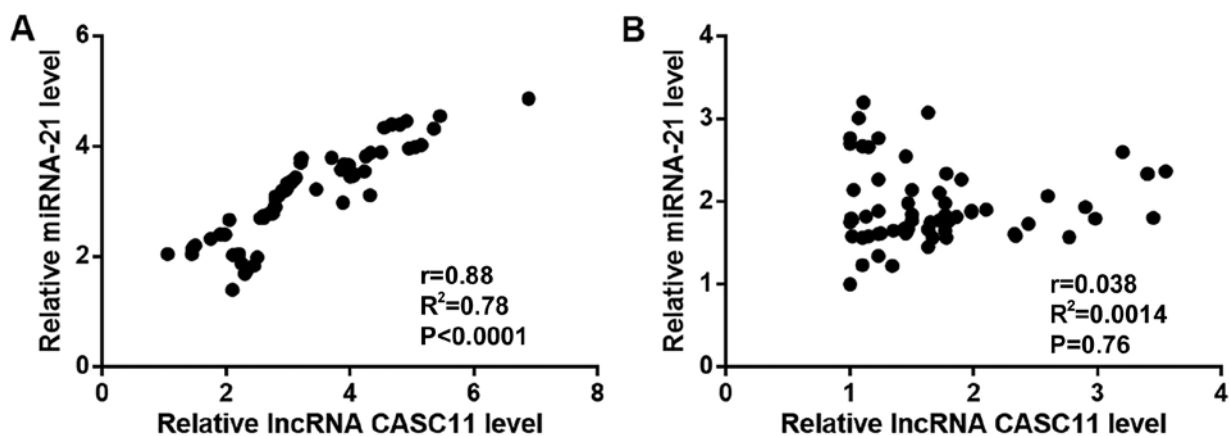 A
Relative miRNA-21 level
6
4
2
0
r=0.88
R²=0.78
P<0.0001
0 2 4 6 8
Relative lncRNA CASC11 level
B
Relative miRNA-21 level
4
3
2
1
0
r=0.038
R²=0.0014
P=0.76
0 1 2 3 4
Relative lncRNA CASC11 level